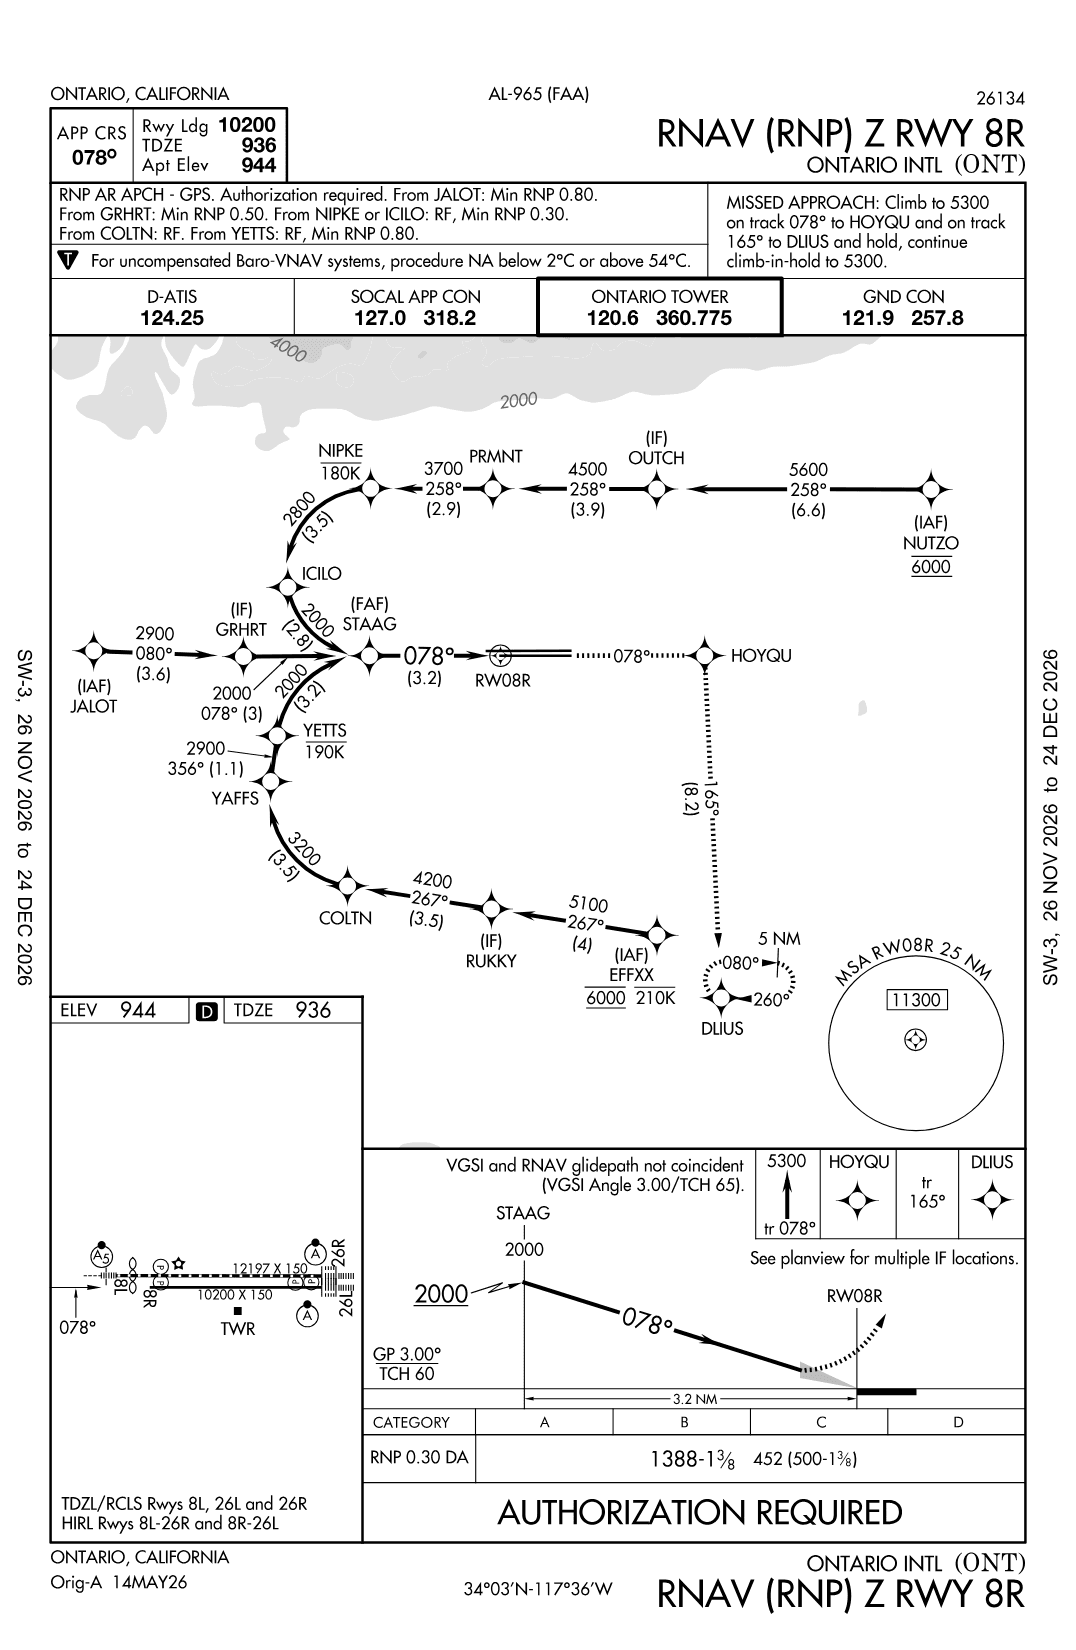 ONTARIO, CALIFORNIA
AL-965 (FAA)
26134
APP CRS
078°
Rwy Ldg 10200
TDZE 936
Apt Elev 944
RNAV (RNP) Z RWY 8R
ONTARIO INTL (ONT)
RNP AR APCH - GPS. Authorization required. From JALOT: Min RNP 0.80.
From GRHRT: Min RNP 0.50. From NIPKE or ICILO: RF, Min RNP 0.30.
From COLTN: RF. From YETTS: RF, Min RNP 0.80.
T For uncompensated Baro-VNAV systems, procedure NA below 2°C or above 54°C.
MISSED APPROACH: Climb to 5300
on track 078° to HOYQU and on track
165° to DLIUS and hold, continue
climb-in-hold to 5300.
D-ATIS
124.25
SOCAL APP CON
127.0 318.2
ONTARIO TOWER
120.6 360.775
GND CON
121.9 257.8
4000
2000
NIPKE
180K
3700
258°
(2.9)
PRMNT
4500
258°
(3.9)
(IF)
OUTCH
5600
258°
(6.6)
(IAF)
NUTZO
6000
2800
(3.5)
ICILO
2000
(2.8)
(IAF)
JALOT
2900
080°
(3.6)
(IF)
GRHRT
2000
078° (3)
(FAF)
STAAG
078°
(3.2)
RW08R
078°
HOYQU
2000
(3.2)
YETTS
190K
2900
356° (1.1)
YAFFS
3200
(3.5)
COLTN
4200
267°
(3.5)
(IF)
RUKKY
5100
267°
(4)
(IAF)
EFFXX
6000 210K
165°
(8.2)
5 NM
080°
260°
DLIUS
MSA RW08R 25 NM
11300
SW-3, 26 NOV 2026 to 24 DEC 2026
SW-3, 26 NOV 2026 to 24 DEC 2026
ELEV 944 D TDZE 936
A5
P
A
26R
12197 X 150
8L
P
P
P
8R
10200 X 150
26L
A
TWR
078°
TDZL/RCLS Rwys 8L, 26L and 26R
HIRL Rwys 8L-26R and 8R-26L
VGSI and RNAV glidepath not coincident
(VGSI Angle 3.00/TCH 65).
5300
tr 078°
HOYQU
tr
165°
DLIUS
See planview for multiple IF locations.
STAAG
2000
2000
078°
RW08R
GP 3.00°
TCH 60
3.2 NM
CATEGORY A B C D
RNP 0.30 DA 1388-1⅜ 452 (500-1⅜)
AUTHORIZATION REQUIRED
ONTARIO, CALIFORNIA
Orig-A 14MAY26
34°03'N-117°36'W
ONTARIO INTL (ONT)
RNAV (RNP) Z RWY 8R